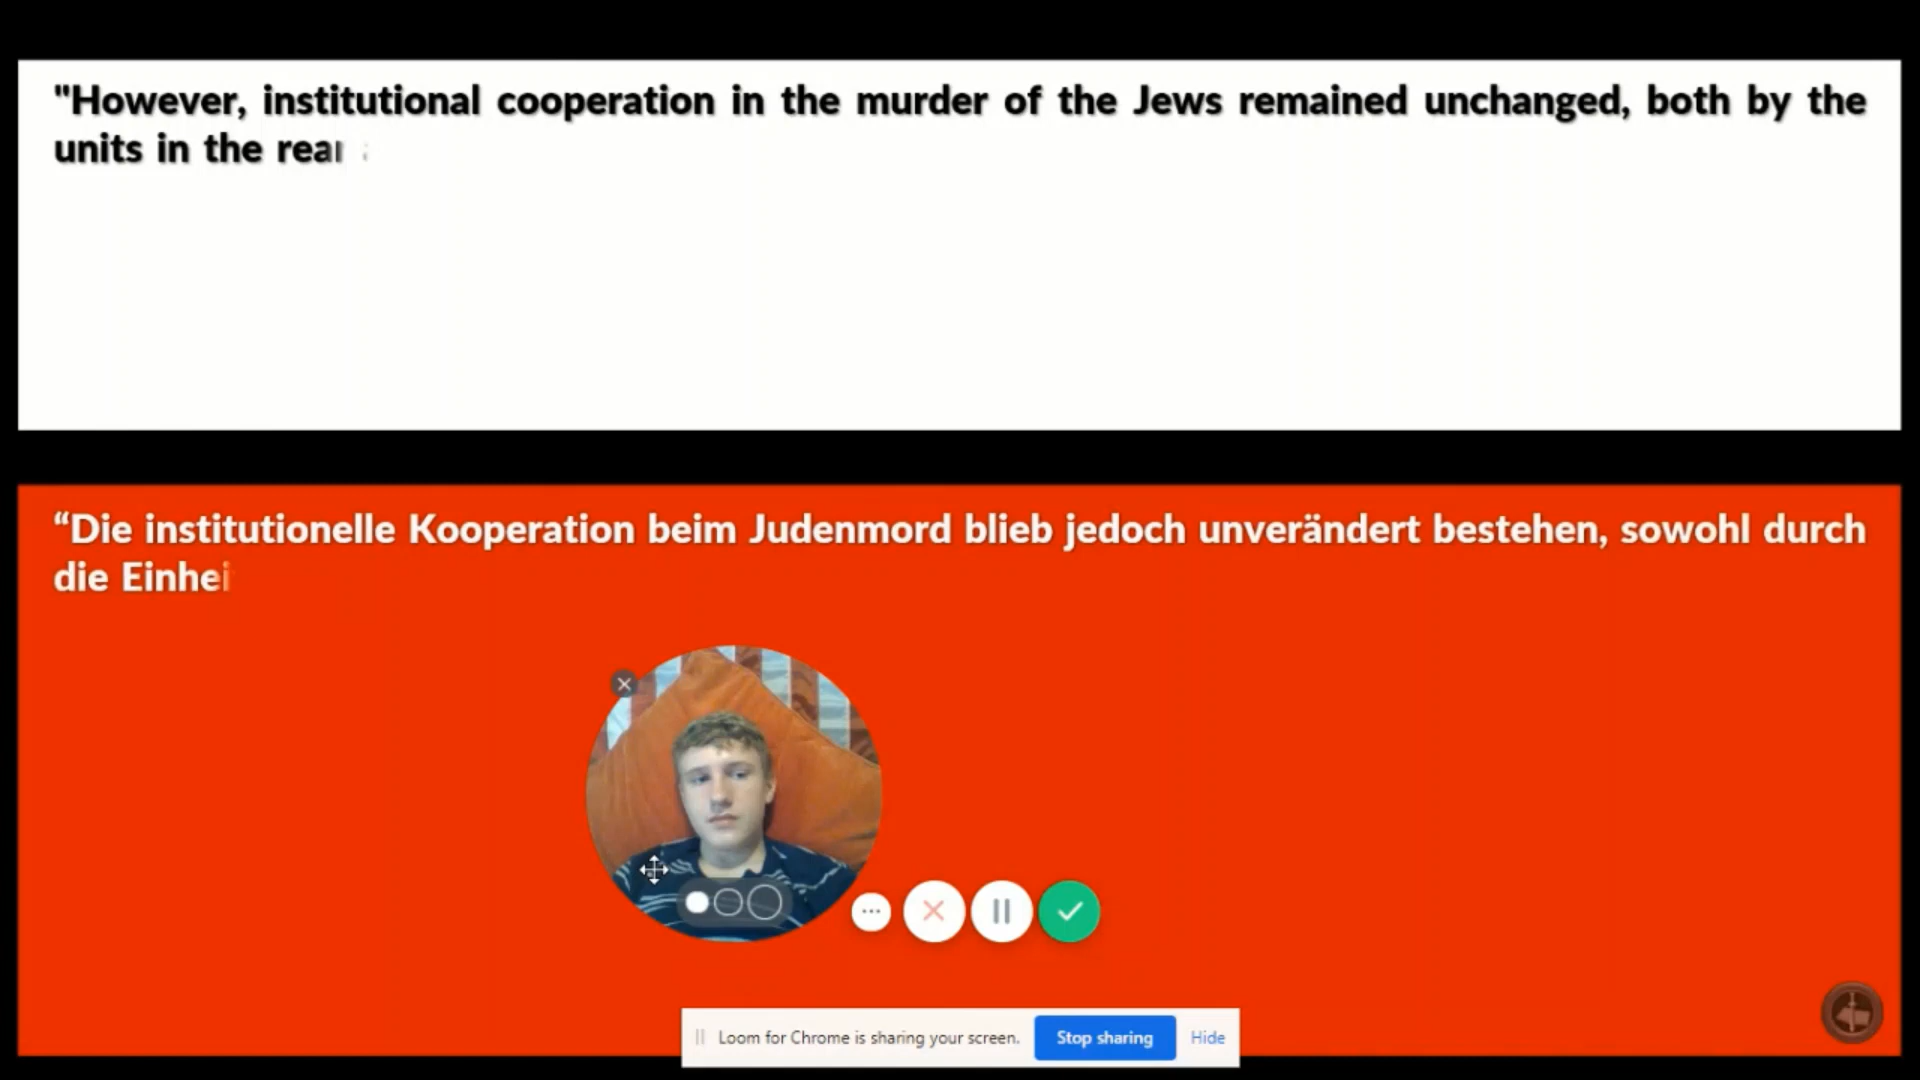 "However, institutional cooperation in the murder of the Jews remained unchanged, both by the
units in the rear
“Die institutionelle Kooperation beim Judenmord blieb jedoch unverändert bestehen, sowohl durch
die Einhei
Loom for Chrome is sharing your screen. Stop sharing Hide